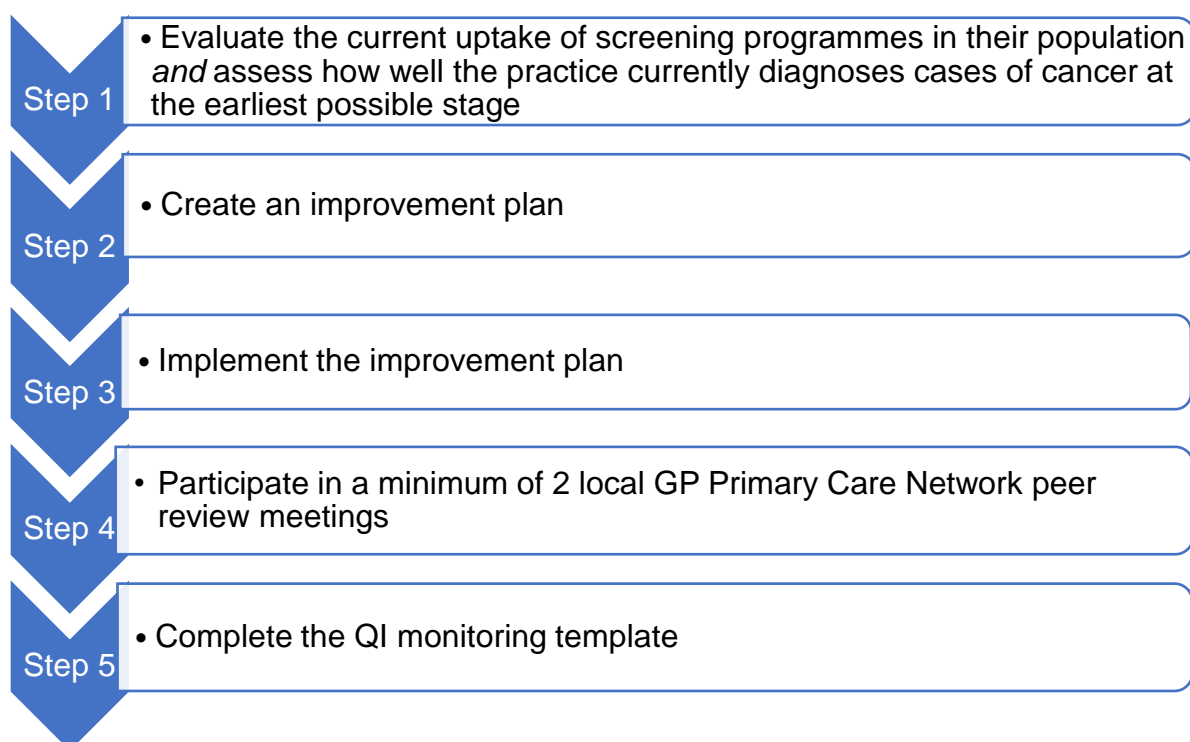 Step 1
• Evaluate the current uptake of screening programmes in their population
and assess how well the practice currently diagnoses cases of cancer at
the earliest possible stage
Step 2
• Create an improvement plan
Step 3
• Implement the improvement plan
Step 4
• Participate in a minimum of 2 local GP Primary Care Network peer
review meetings
Step 5
• Complete the QI monitoring template